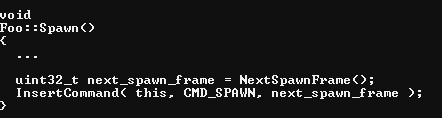 void
Foo::Spawn()
{
...
uint32_t next_spawn_frame = NextSpawnFrame();
InsertCommand( this, CMD_SPAWN, next_spawn_frame );
}